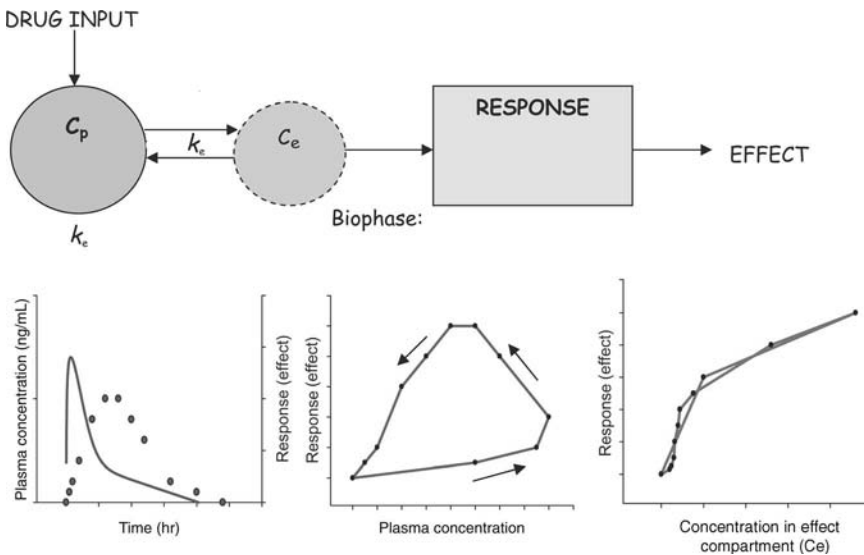 DRUG INPUT
Cp
ke
Ce
RESPONSE
EFFECT
Biophase:
ke
Plasma concentration (ng/mL)
Response (effect)
Time (hr)
Response (effect)
Plasma concentration
Response (effect)
Concentration in effect
compartment (Ce)